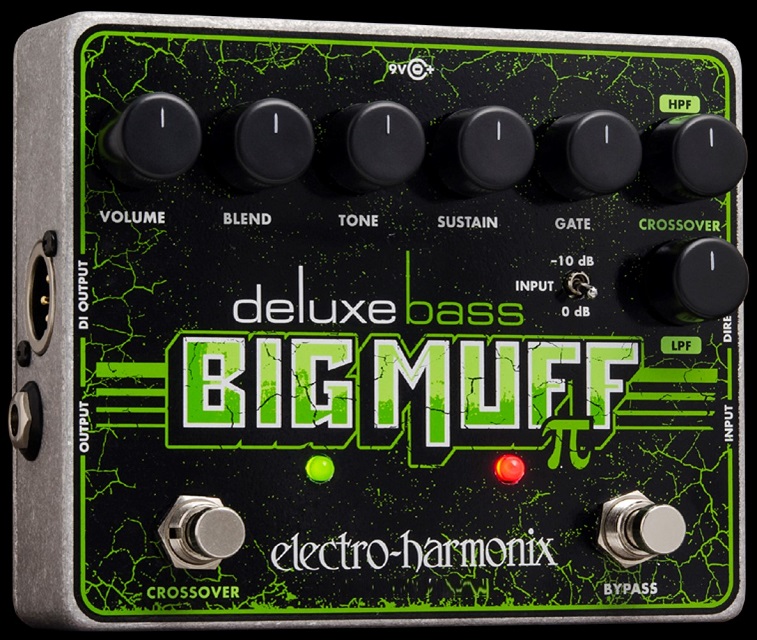 9V +
HPF
VOLUME BLEND TONE SUSTAIN GATE CROSSOVER
-10 dB
INPUT
0 dB
LPF
DI OUTPUT
OUTPUT
INPUT
deluxe bass
BIG MUFF
π
electro-harmonix
CROSSOVER
BYPASS